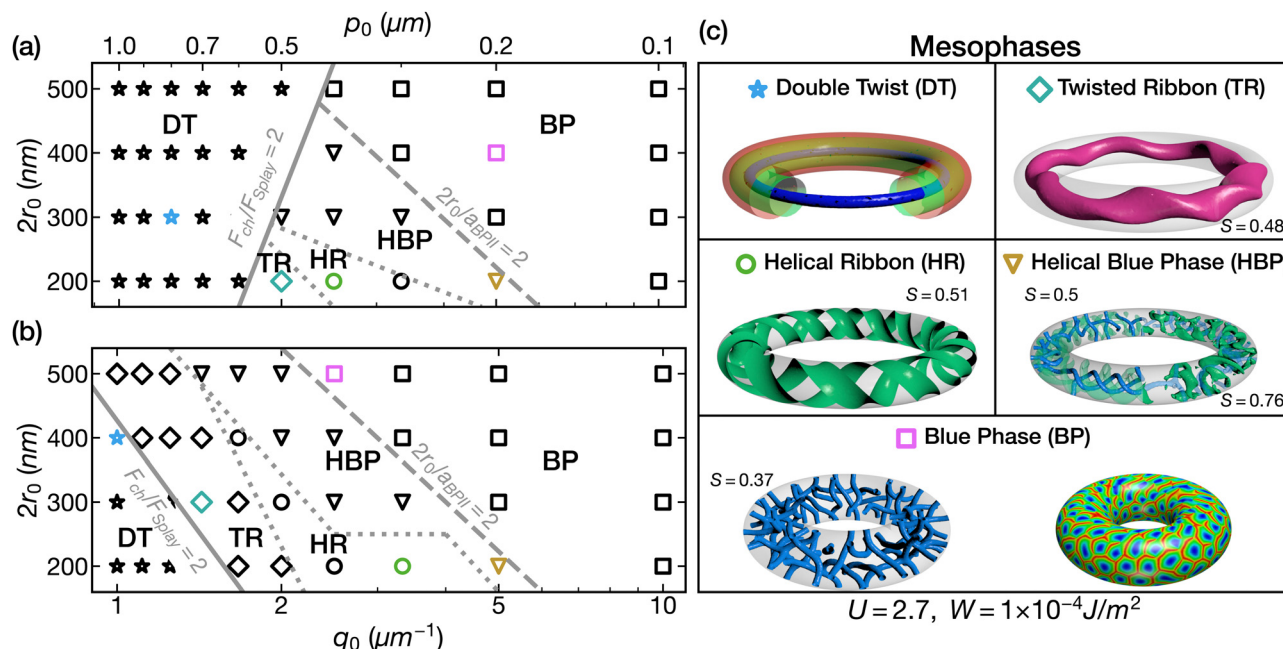 (a)
p₀ (μm)
1.0 0.7 0.5 0.2 0.1
2r₀ (nm)
500
400
300
200
DT
BP
F_ch/F_Splay = 2
2r₀/a_BPII = 2
HBP
TR
HR
(b)
2r₀ (nm)
500
400
300
200
HBP
BP
2r₀/a_BPII = 2
F_ch/F_Splay = 2
DT
TR
HR
1 2 5 10
q₀ (μm⁻¹)
(c)
Mesophases
Double Twist (DT)
Twisted Ribbon (TR)
S = 0.48
Helical Ribbon (HR)
S = 0.51
Helical Blue Phase (HBP
S = 0.5
S = 0.76
Blue Phase (BP)
S = 0.37
U = 2.7, W = 1×10⁻⁴J/m²